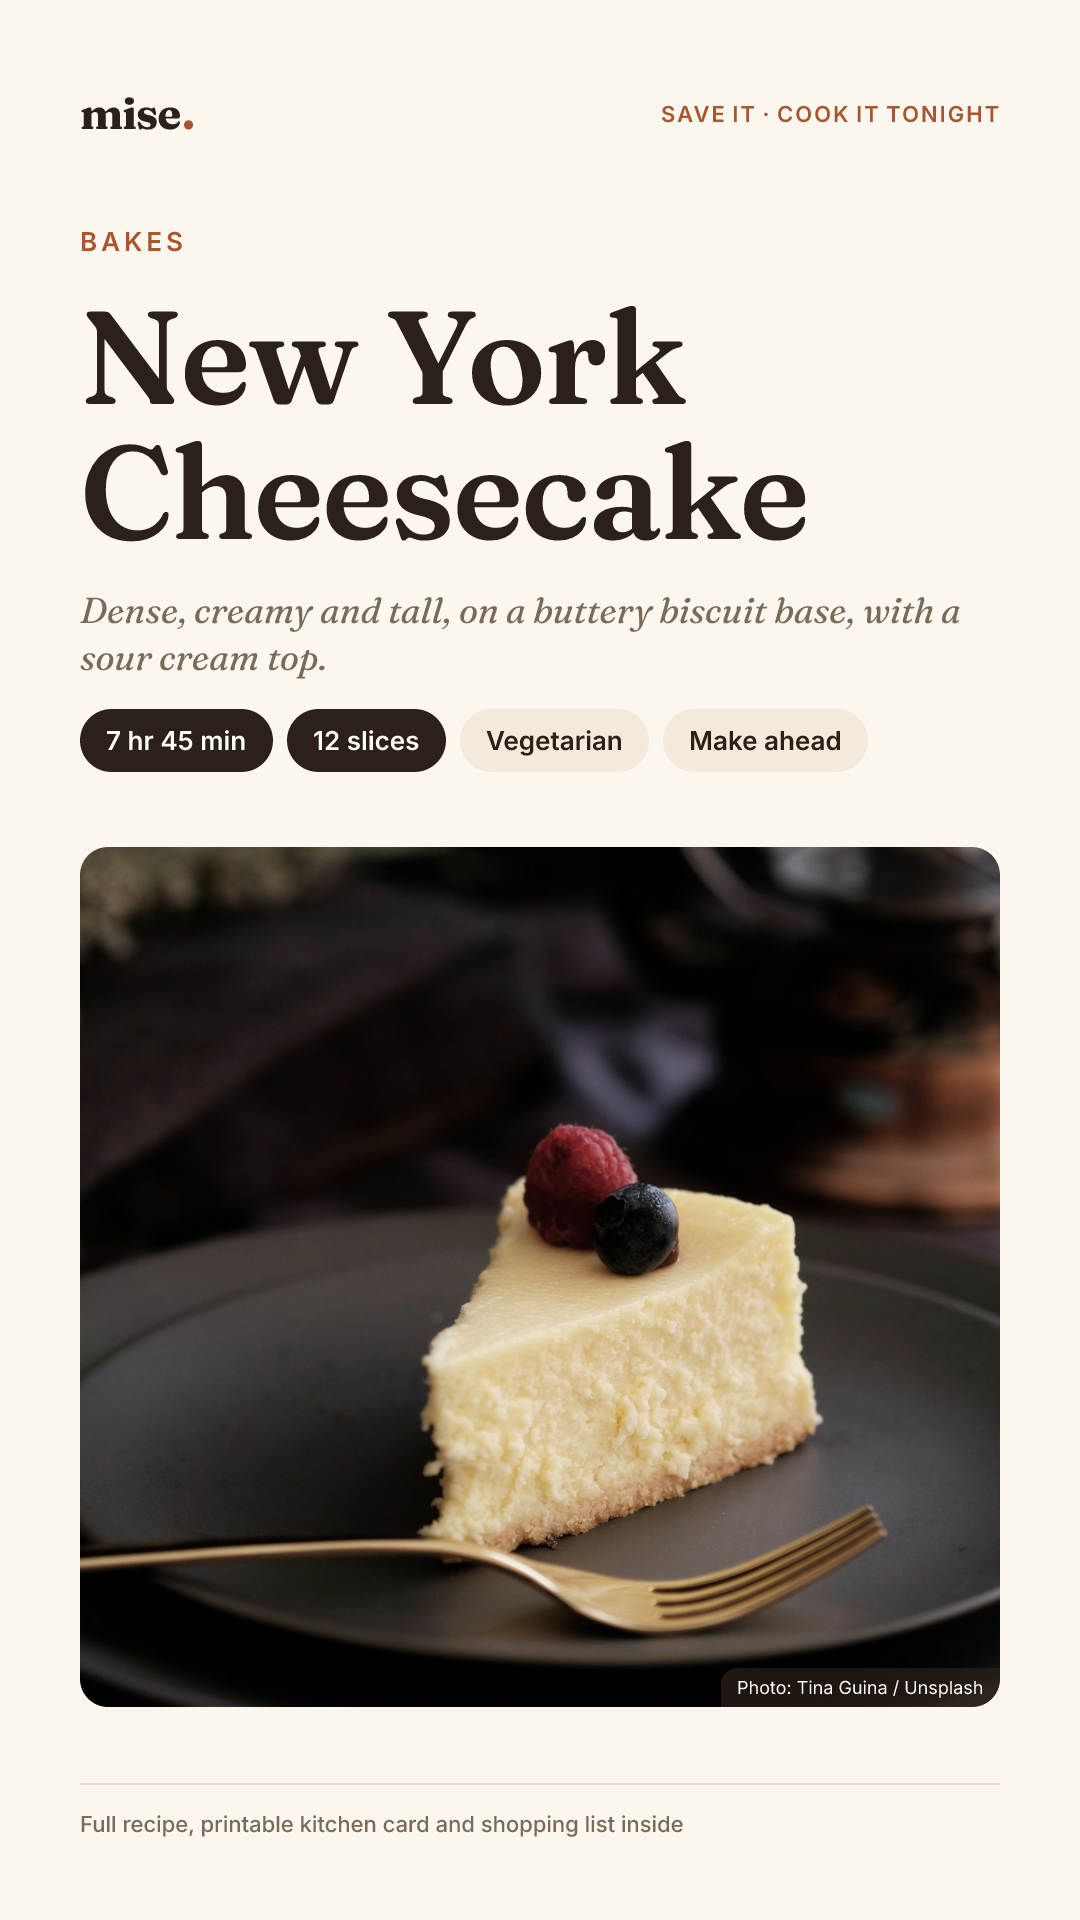 mise.
SAVE IT · COOK IT TONIGHT
BAKES
New York
Cheesecake
Dense, creamy and tall, on a buttery biscuit base, with a
sour cream top.
7 hr 45 min
12 slices
Vegetarian
Make ahead
Photo: Tina Guina / Unsplash
Full recipe, printable kitchen card and shopping list inside